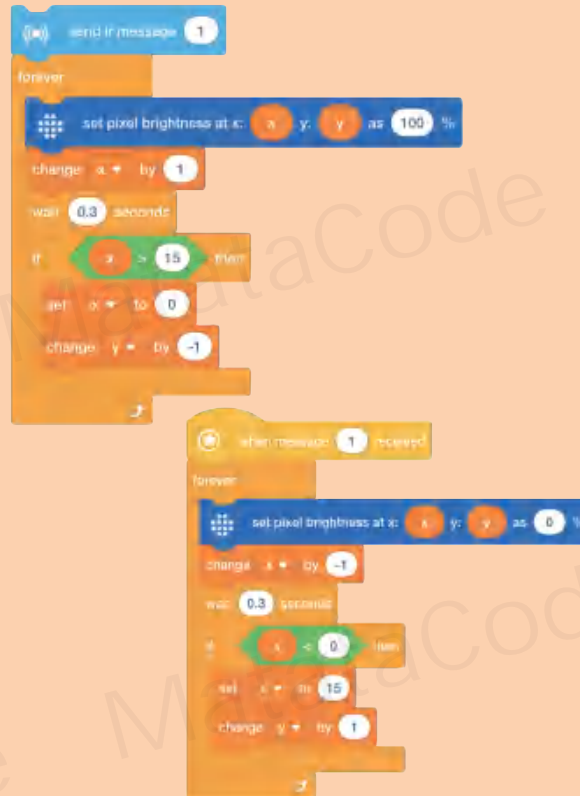 send ir message 1
forever
set pixel brightness at x: x y: y as 100 %
change x by 1
wait 0.3 seconds
if x > 15 then
set x to 0
change y by -1
when message 1 received
forever
set pixel brightness at x: x y: y as 0 %
change x by -1
wait 0.3 seconds
if x < 0 then
set x to 15
change y by 1
MatataCode
MatataCode